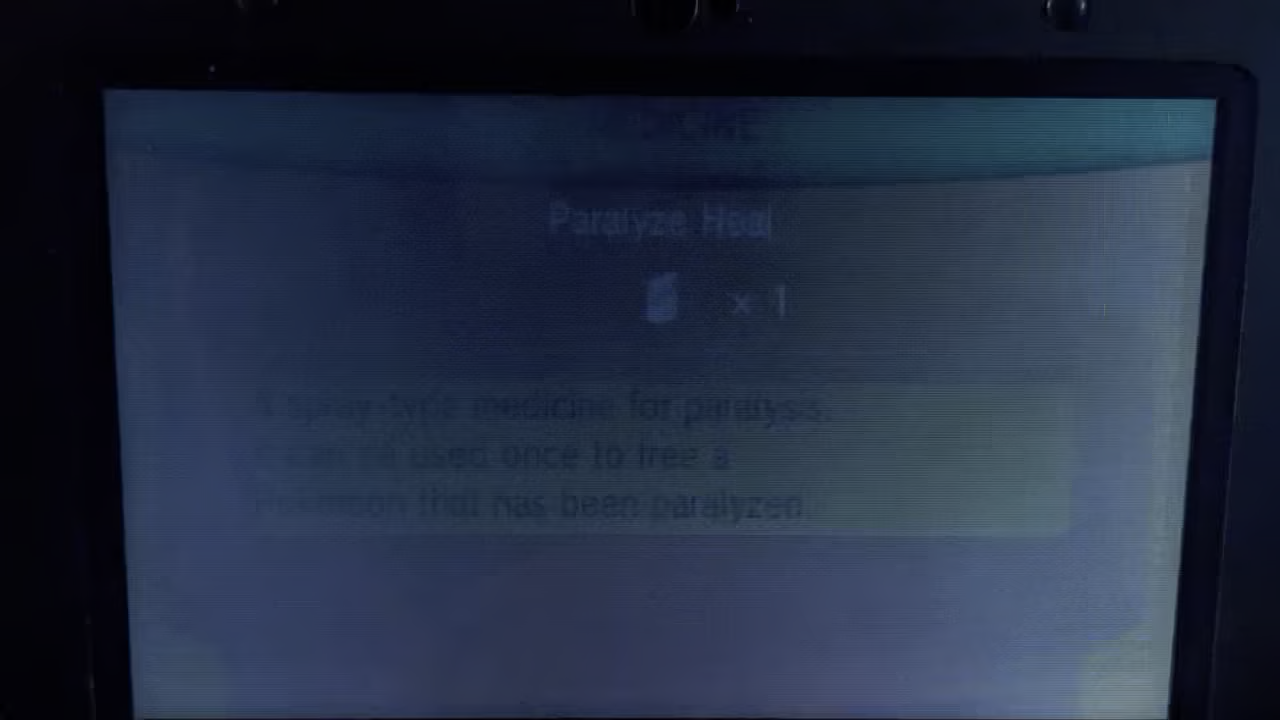 MEDICINE
Paralyze Heal
× 1
A spray-type medicine for paralysis.
It can be used once to free a
Pokémon that has been paralyzed.